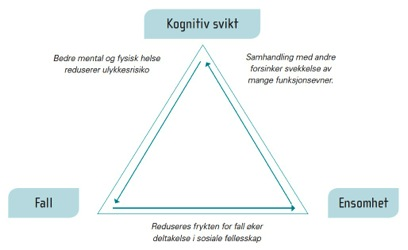 Kognitiv svikt
Bedre mental og fysisk helse
reduserer ulykkesrisiko
Samhandling med andre
forsinker svekkelse av
mange funksjonsevner.
Fall
Ensomhet
Reduseres frykten for fall øker
deltakelse i sosiale fellesskap